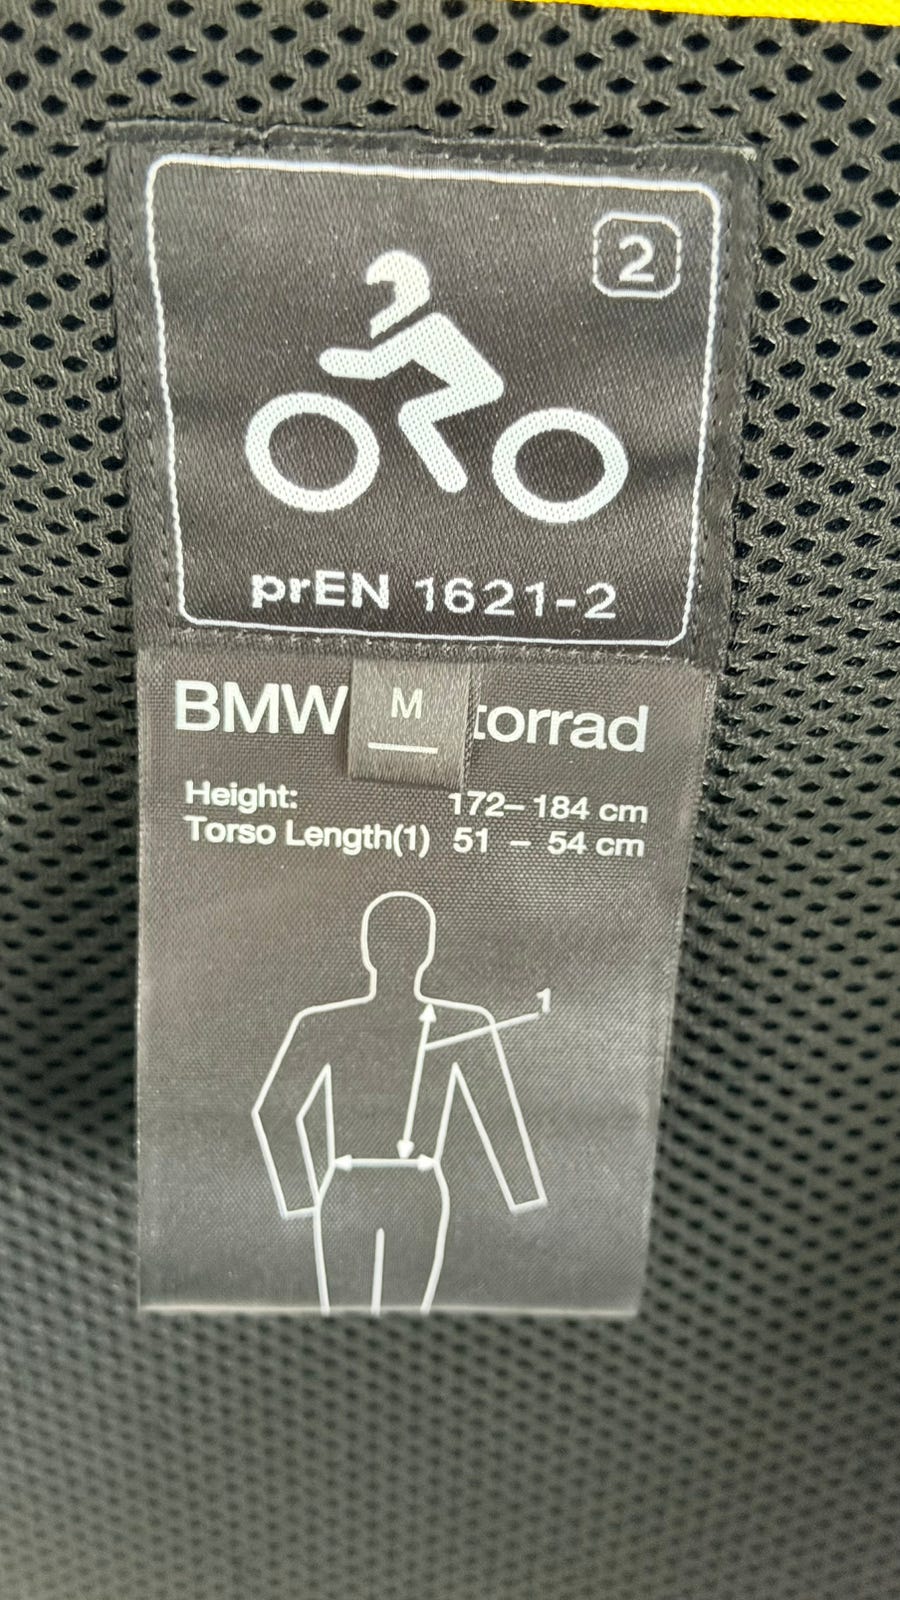 2
prEN 1621-2
BMW torrad
M
Height: 172– 184 cm
Torso Length(1) 51 – 54 cm
1